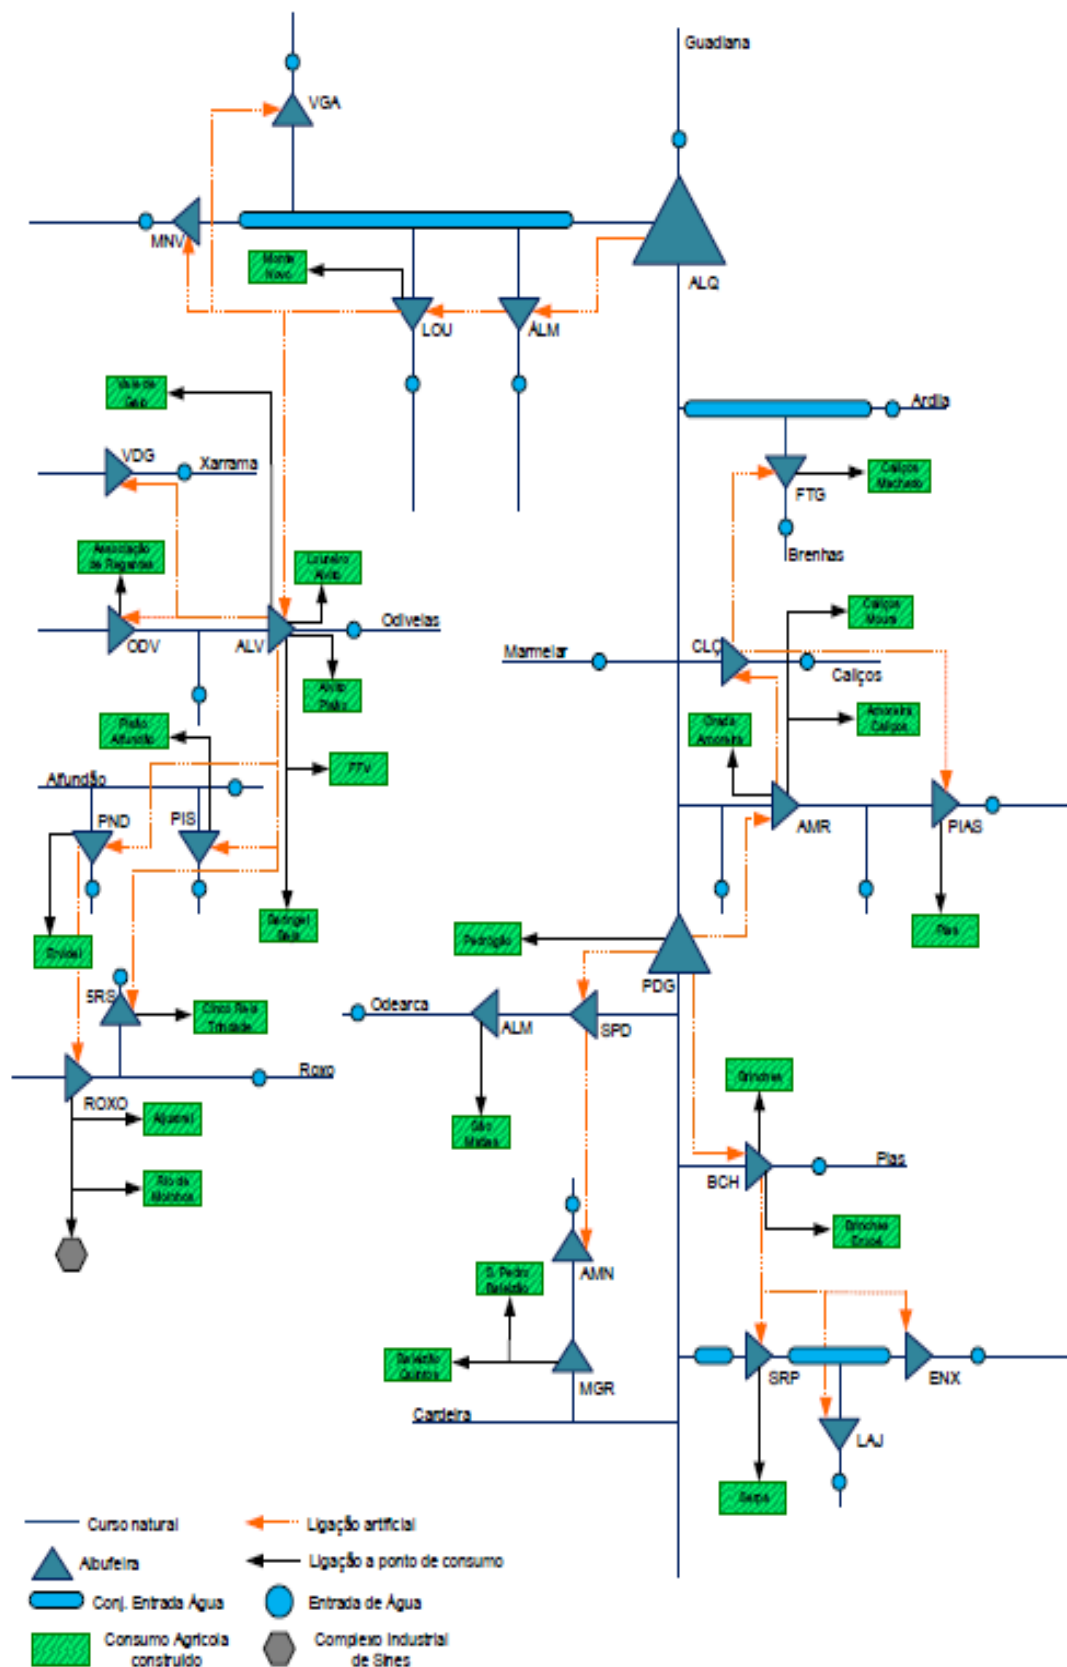 Guadiana
VGA
MNV
Monte
Novo
ALQ
LOU
ÁLM
Vale de
Gaio
Ardila
VDG
Xarrama
Caliços
Machado
FTG
Brenhas
Associação
de Regantes
Loureiro
Alvito
Caliços
Moura
ODV
ALV
Odivelas
Marmelar
CLÇ
Caliços
Alvito
Pisão
Orada
Amoreira
Amoreira
Caliços
Pisão
Alfundão
FFV
Alfundão
PND
PIS
AMR
PIAS
Ervidel
Beringel
Beja
Pedrógão
Pias
PDG
5RS
Cinco Reis
Trindade
Odearca
ALM
SPD
Roxo
ROXO
Brinches
Aljustrel
São
Matias
Pias
BCH
Rio de
Moinhos
Brinches
Enxoé
AMN
S. Pedro
Baleizão
Baleizão
Quintos
MGR
SRP
ENX
Cardeira
LAJ
Serpa
Curso natural
Ligação artificial
Albufeira
Ligação a ponto de consumo
Conj. Entrada Água
Entrada de Água
Consumo Agrícola
construído
Complexo Industrial
de Sines